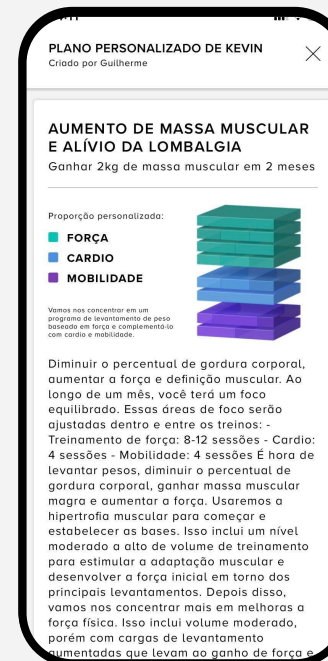 PLANO PERSONALIZADO DE KEVIN
Criado por Guilherme
AUMENTO DE MASSA MUSCULAR
E ALÍVIO DA LOMBALGIA
Ganhar 2kg de massa muscular em 2 meses
Proporção personalizada:
FORÇA
CARDIO
MOBILIDADE
Vamos nos concentrar em um
programa de levantamento de peso
baseado em força e complementá-lo
com cardio e mobilidade.
Diminuir o percentual de gordura corporal,
aumentar a força e definição muscular. Ao
longo de um mês, você terá um foco
equilibrado. Essas áreas de foco serão
ajustadas dentro e entre os treinos: -
Treinamento de força: 8-12 sessões - Cardio:
4 sessões - Mobilidade: 4 sessões É hora de
levantar pesos, diminuir o percentual de
gordura corporal, ganhar massa muscular
magra e aumentar a força. Usaremos a
hipertrofia muscular para começar e
estabelecer as bases. Isso inclui um nível
moderado a alto de volume de treinamento
para estimular a adaptação muscular e
desenvolver a força inicial em torno dos
principais levantamentos. Depois disso,
vamos nos concentrar mais em melhoras a
força física. Isso inclui volume moderado,
porém com cargas de levantamento
aumentadas que levam ao ganho de força e